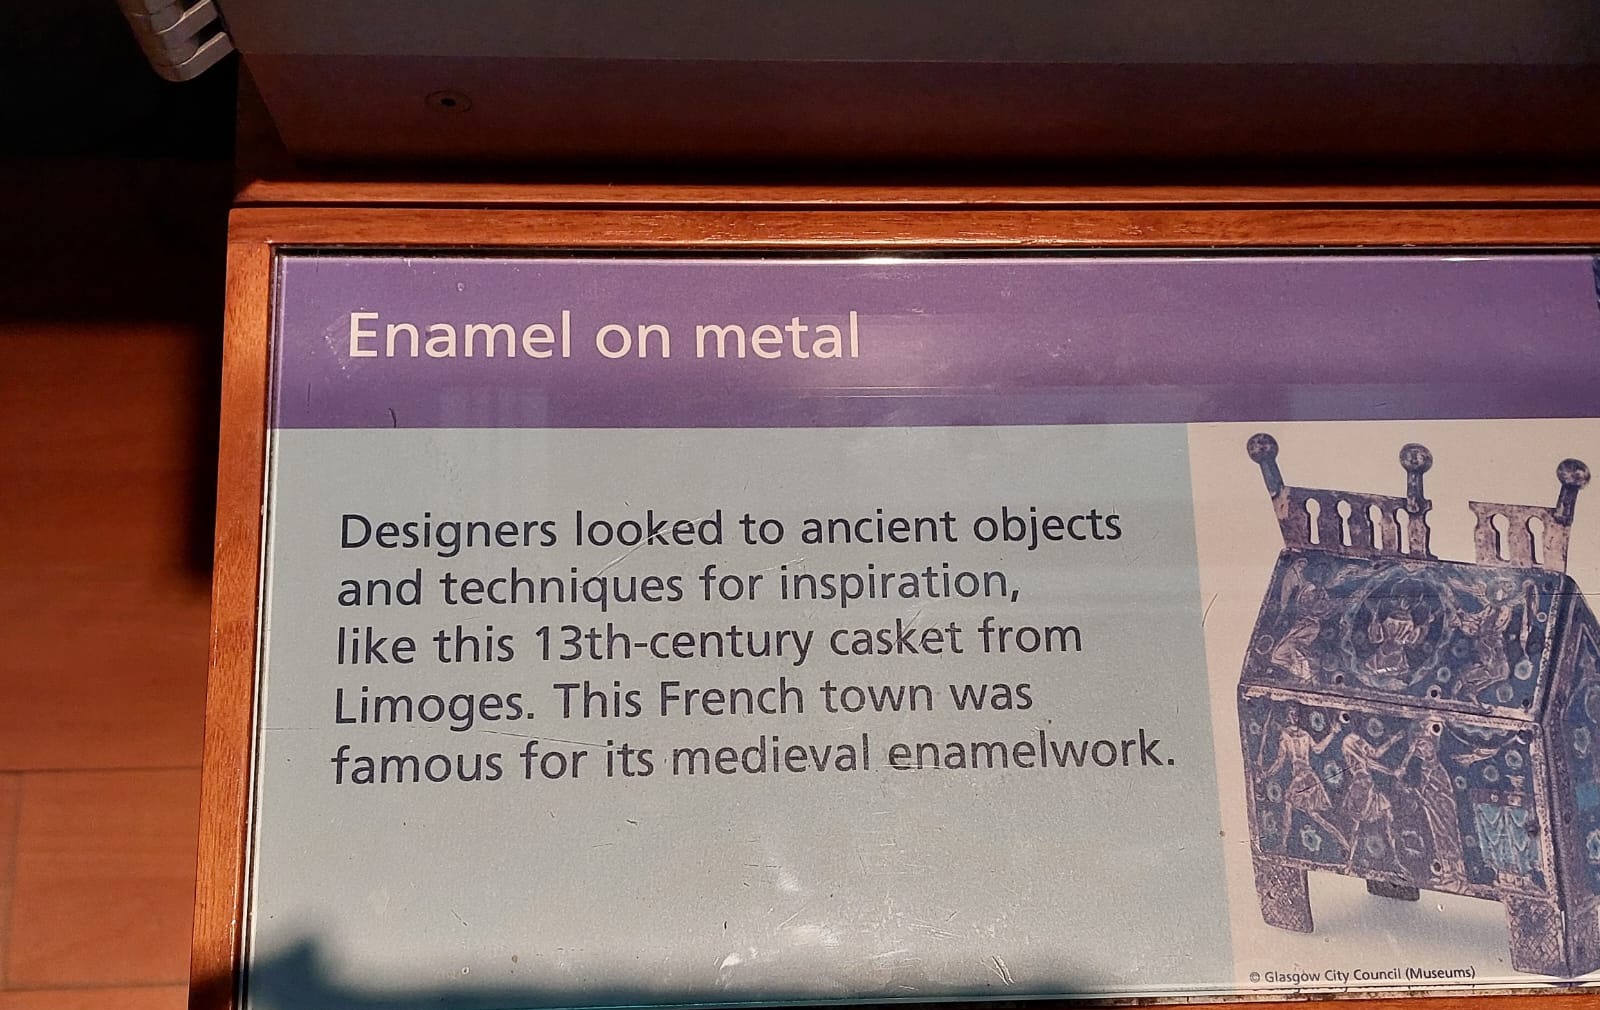 Enamel on metal
Designers looked to ancient objects
and techniques for inspiration,
like this 13th-century casket from
Limoges. This French town was
famous for its medieval enamelwork.
© Glasgow City Council (Museums)